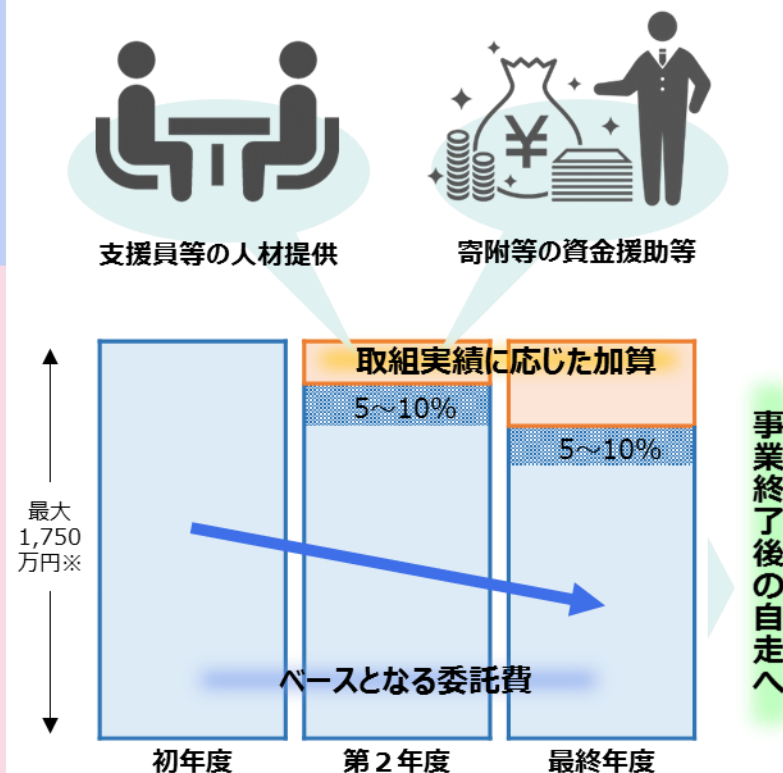 ¥
支援員等の人材提供
寄附等の資金援助等
取組実績に応じた加算
5～10%
5～10%
最大
1,750
万円※
ベースとなる委託費
初年度
第２年度
最終年度
事業終了後の自走へ